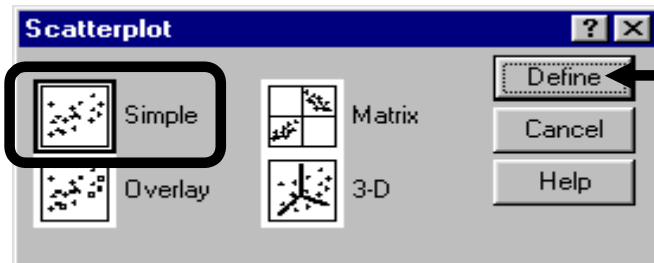 Scatterplot ? ×
Simple Matrix Define
Cancel
Overlay 3-D Help